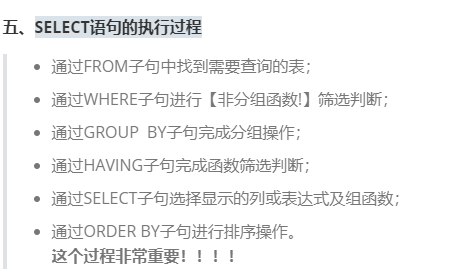 五、SELECT语句的执行过程
通过FROM子句中找到需要查询的表；
通过WHERE子句进行【非分组函数!】筛选判断；
通过GROUP  BY子句完成分组操作；
通过HAVING子句完成函数筛选判断；
通过SELECT子句选择显示的列或表达式及组函数；
通过ORDER BY子句进行排序操作。
这个过程非常重要！！！！